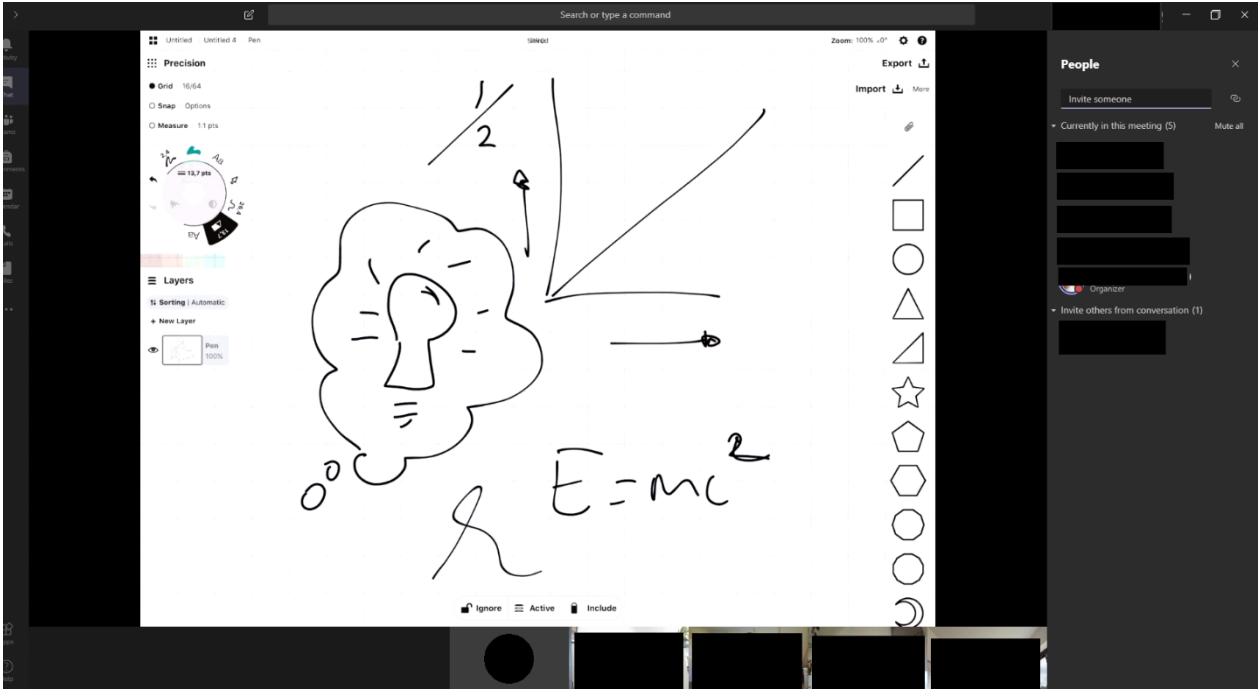 Search or type a command
Untitled Untitled 4 Pen
Zoom: 100%
Precision
Export
Grid 16/64
Import More
Snap Options
Measure 1:1 pts
Aa
13,7 pts
Aa
Layers
Sorting | Automatic
+ New Layer
Pen
100%
1/2
E=mc²
Ignore Active Include
People
Invite someone
Currently in this meeting (5) Mute all
Organizer
Invite others from conversation (1)